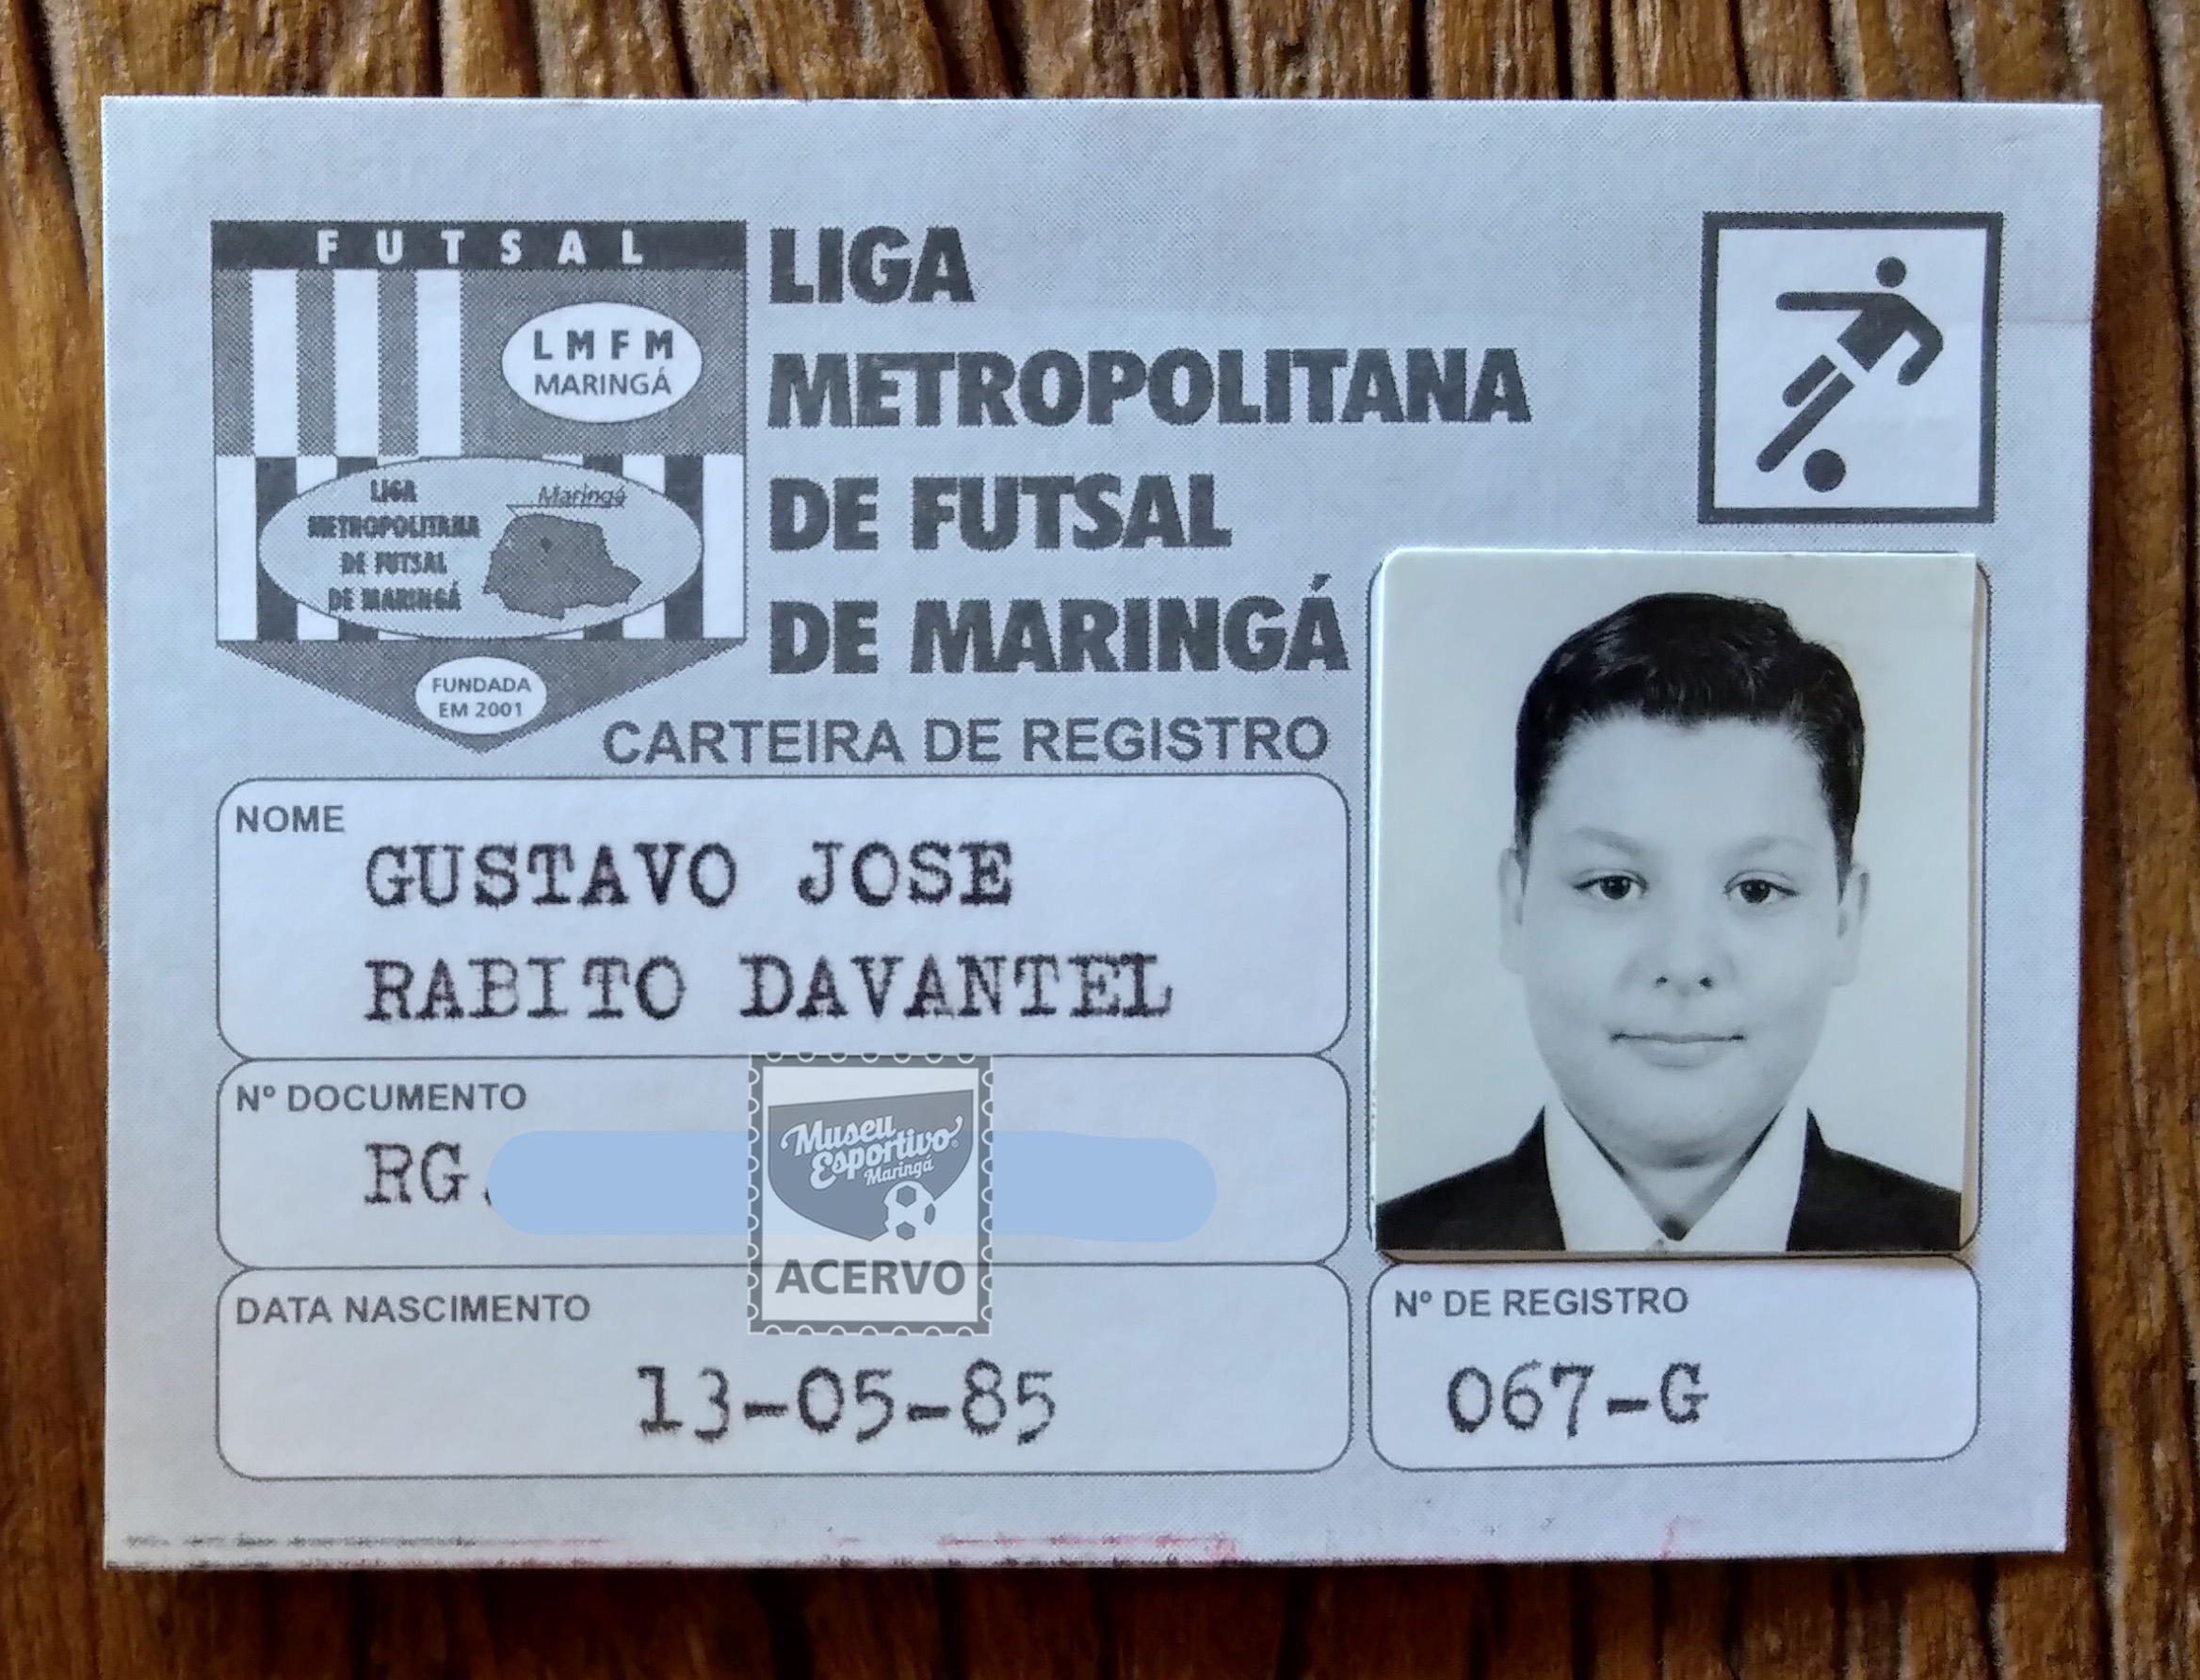 FUTSAL
L M F M
MARINGÁ
LIGA
METROPOLITANA
DE FUTSAL
DE MARINGÁ
Maringá
FUNDADA
EM 2001
LIGA
METROPOLITANA
DE FUTSAL
DE MARINGÁ
CARTEIRA DE REGISTRO
NOME
GUSTAVO JOSE
RABITO DAVANTEL
Nº DOCUMENTO
RG.
Museu
Esportivo
Maringá
ACERVO
DATA NASCIMENTO
13-05-85
Nº DE REGISTRO
067-G